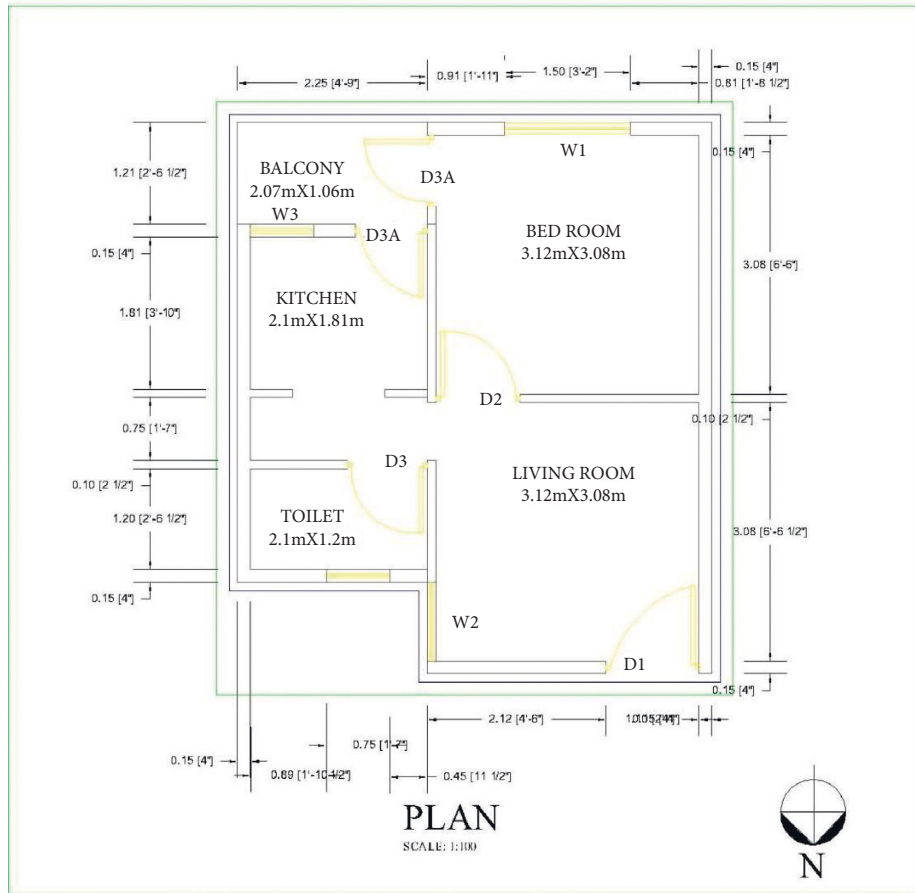 0.15 [4"]
0.91 [1'-11"]
1.50 [3'-2"]
2.25 [4'-9"]
0.61 [1'-8 1/2"]
W1
0.15 [4"]
BALCONY
2.07mX1.06m
1.21 [2'-6 1/2"]
D3A
W3
D3A
BED ROOM
3.12mX3.08m
0.15 [4"]
3.08 [6'-6"]
KITCHEN
2.1mX1.81m
1.81 [3'-10"]
D2
0.10 [2 1/2"]
0.75 [1'-7"]
D3
LIVING ROOM
3.12mX3.08m
0.10 [2 1/2"]
TOILET
2.1mX1.2m
1.20 [2'-6 1/2"]
3.08 [6'-6 1/2"]
0.15 [4"]
W2
D1
0.15 [4"]
2.12 [4'-6"]
0.75 [1'-7"]
0.15 [4"]
0.89 [1'-10 1/2"]
0.45 [11 1/2"]
PLAN
SCALE: 1:100
N